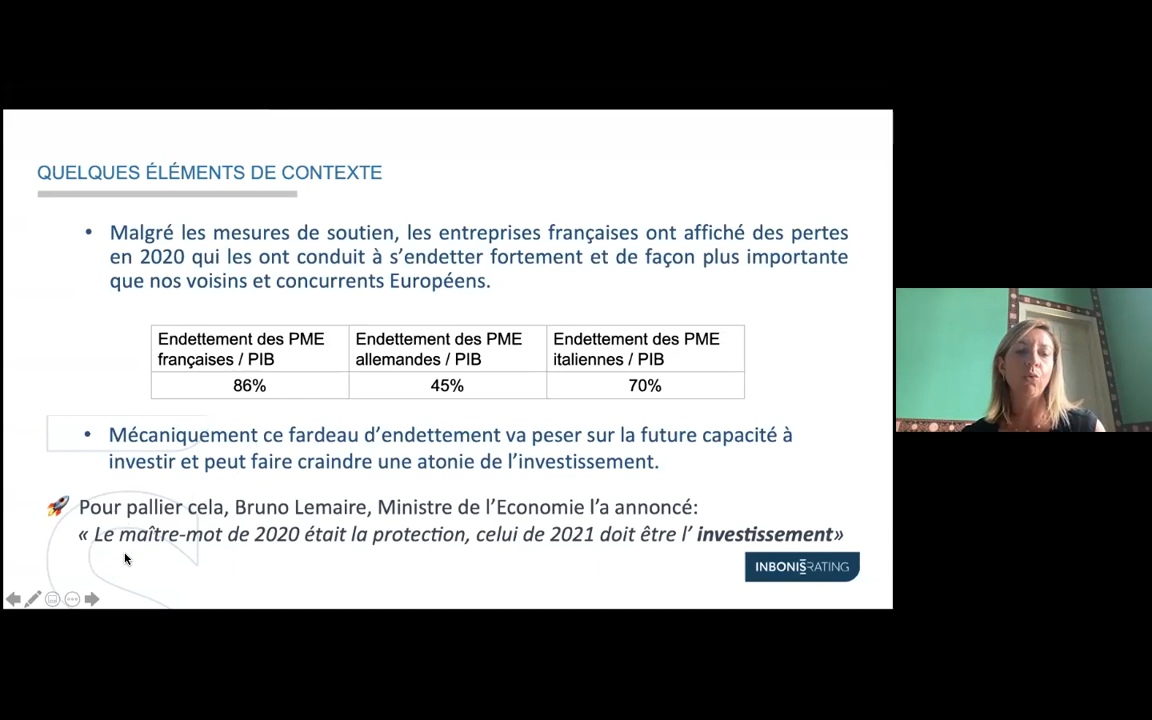 QUELQUES ÉLÉMENTS DE CONTEXTE
• Malgré les mesures de soutien, les entreprises françaises ont affiché des pertes
en 2020 qui les ont conduit à s’endetter fortement et de façon plus importante
que nos voisins et concurrents Européens.
Endettement des PME françaises / PIB
Endettement des PME allemandes / PIB
Endettement des PME italiennes / PIB
86% 45% 70%
• Mécaniquement ce fardeau d’endettement va peser sur la future capacité à
investir et peut faire craindre une atonie de l’investissement.
🚀 Pour pallier cela, Bruno Lemaire, Ministre de l’Economie l’a annoncé:
« Le maître-mot de 2020 était la protection, celui de 2021 doit être l’ investissement»
INBONISRATING